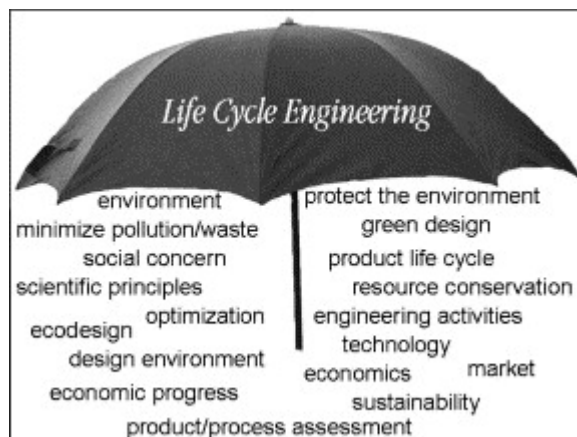 Life Cycle Engineering
environment
protect the environment
minimize pollution/waste
green design
social concern
product life cycle
scientific principles
resource conservation
optimization
engineering activities
ecodesign
technology
design environment
economics
market
economic progress
sustainability
product/process assessment